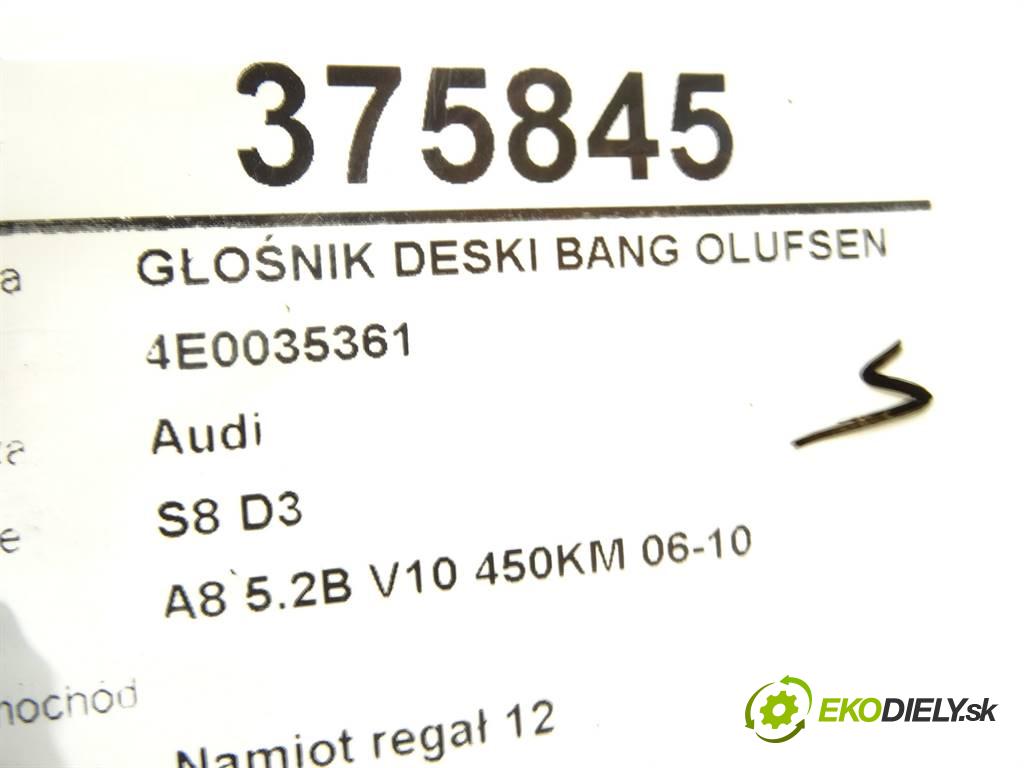 375845
a GŁOŚNIK DESKI BANG OLUFSEN
4E0035361
Audi
e S8 D3
A8 5.2B V10 450KM 06-10
mochód
Namiot regał 12
S
EKODIELY.sk